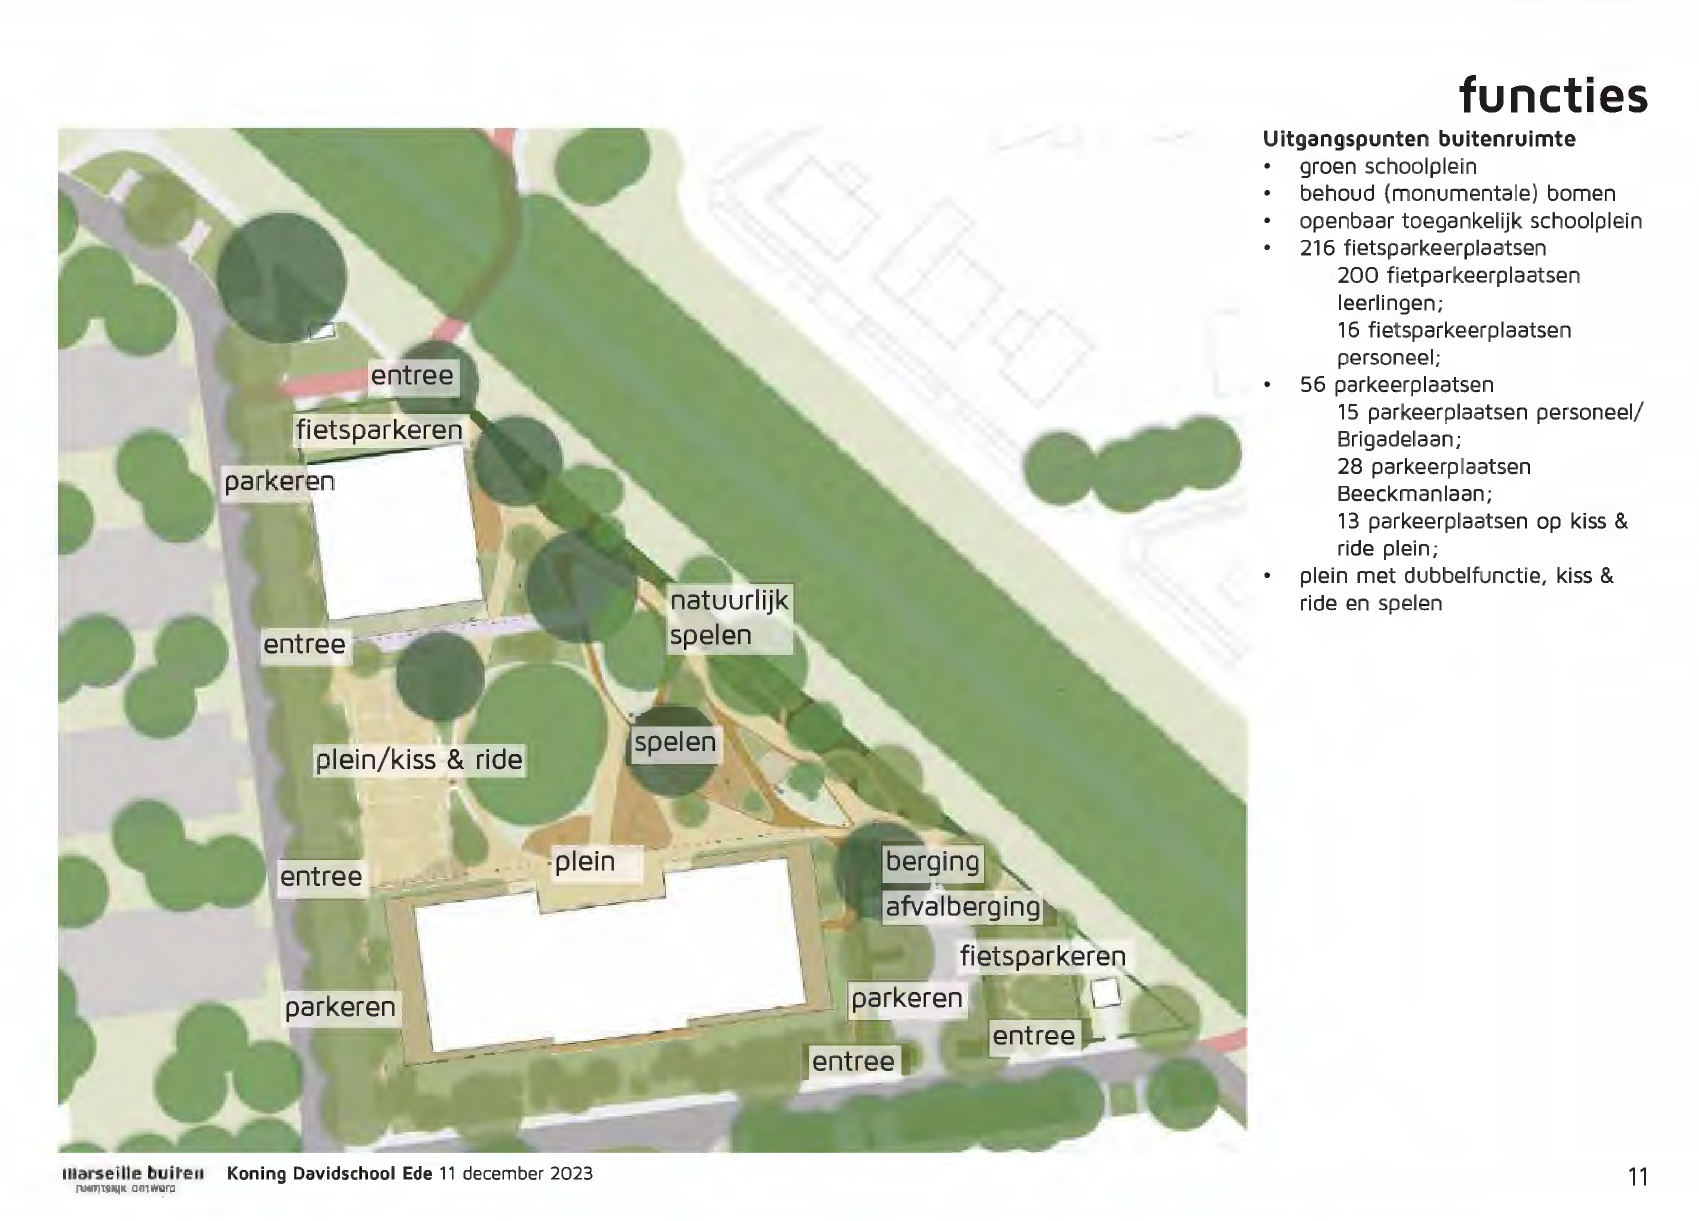 functies
Uitgangspunten buitenruimte
• groen schoolplein
• behoud (monumentale) bomen
• openbaar toegankelijk schoolplein
• 216 fietsparkeerplaatsen
200 fietparkeerplaatsen
leerlingen;
16 fietsparkeerplaatsen
personeel;
• 56 parkeerplaatsen
15 parkeerplaatsen personeel/
Brigadelaan;
28 parkeerplaatsen
Beeckmanlaan;
13 parkeerplaatsen op kiss &
ride plein;
• plein met dubbelfunctie, kiss &
ride en spelen
entree
fietsparkeren
parkeren
natuurlijk
spelen
entree
spelen
plein/kiss & ride
plein
berging
entree
afvalberging
fietsparkeren
parkeren
parkeren
entree
entree
marseille buiten
ruimtelijk ontwerp
Koning Davidschool Ede 11 december 2023
11